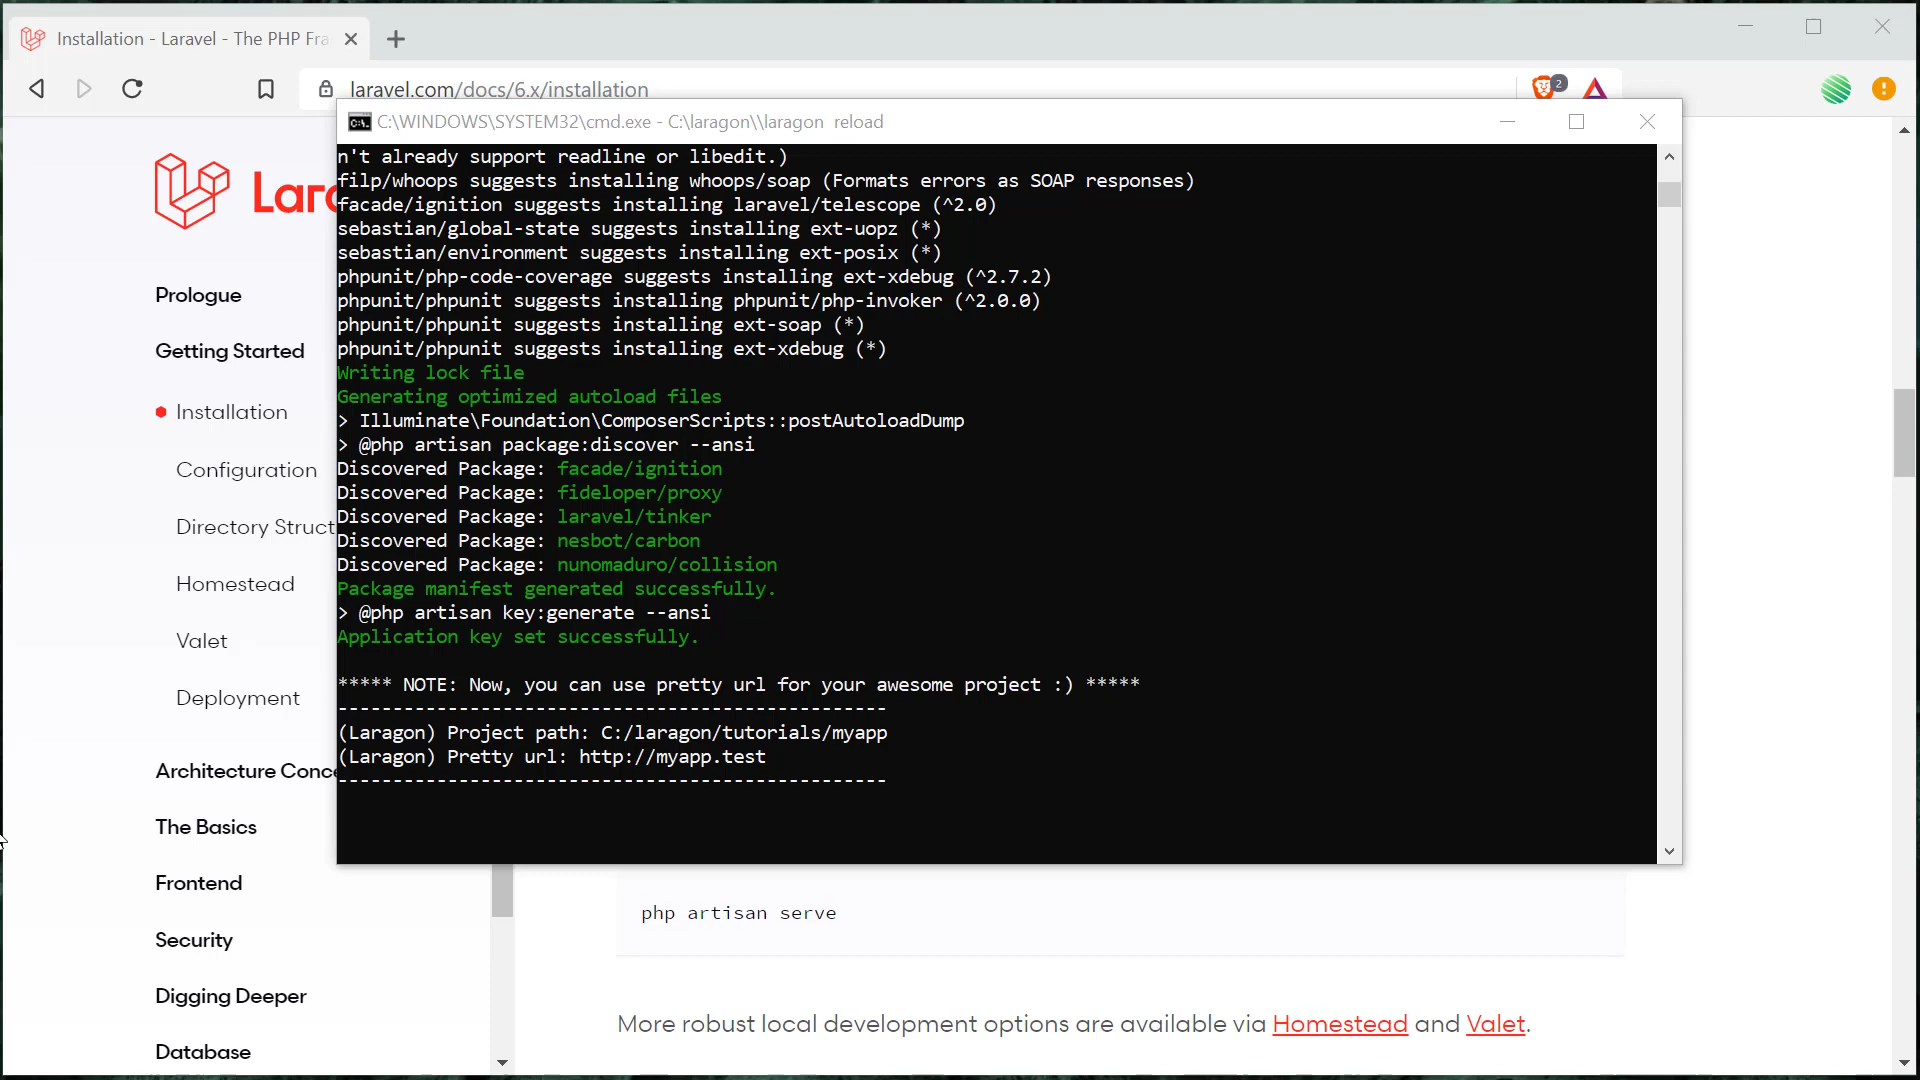 Installation - Laravel - The PHP Fra
laravel.com/docs/6.x/installation
2
C:\WINDOWS\SYSTEM32\cmd.exe - C:\laragon\\laragon  reload
n't already support readline or libedit.)
filp/whoops suggests installing whoops/soap (Formats errors as SOAP responses)
facade/ignition suggests installing laravel/telescope (^2.0)
sebastian/global-state suggests installing ext-uopz (*)
sebastian/environment suggests installing ext-posix (*)
phpunit/php-code-coverage suggests installing ext-xdebug (^2.7.2)
phpunit/phpunit suggests installing phpunit/php-invoker (^2.0.0)
phpunit/phpunit suggests installing ext-soap (*)
phpunit/phpunit suggests installing ext-xdebug (*)
Writing lock file
Generating optimized autoload files
> Illuminate\Foundation\ComposerScripts::postAutoloadDump
> @php artisan package:discover --ansi
Discovered Package: facade/ignition
Discovered Package: fideloper/proxy
Discovered Package: laravel/tinker
Discovered Package: nesbot/carbon
Discovered Package: nunomaduro/collision
Package manifest generated successfully.
> @php artisan key:generate --ansi
Application key set successfully.
***** NOTE: Now, you can use pretty url for your awesome project :) *****
--------------------------------------------------
(Laragon) Project path: C:/laragon/tutorials/myapp
(Laragon) Pretty url: http://myapp.test
--------------------------------------------------
Lara
Prologue
Getting Started
Installation
Configuration
Directory Struct
Homestead
Valet
Deployment
Architecture Conce
The Basics
Frontend
Security
Digging Deeper
Database
php artisan serve
More robust local development options are available via Homestead and Valet.